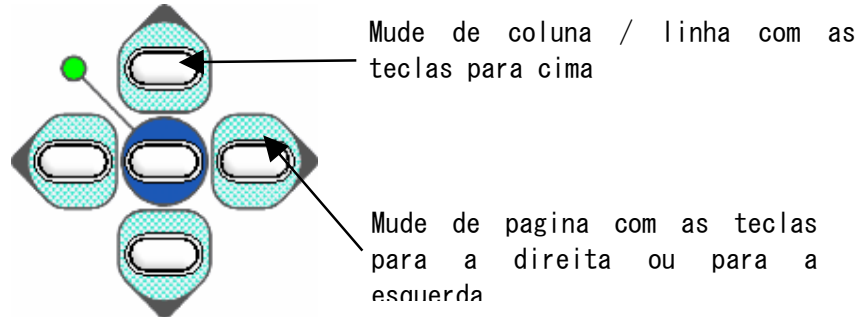 Mude de coluna / linha com as
teclas para cima
Mude de pagina com as teclas
para a direita ou para a
esquerda